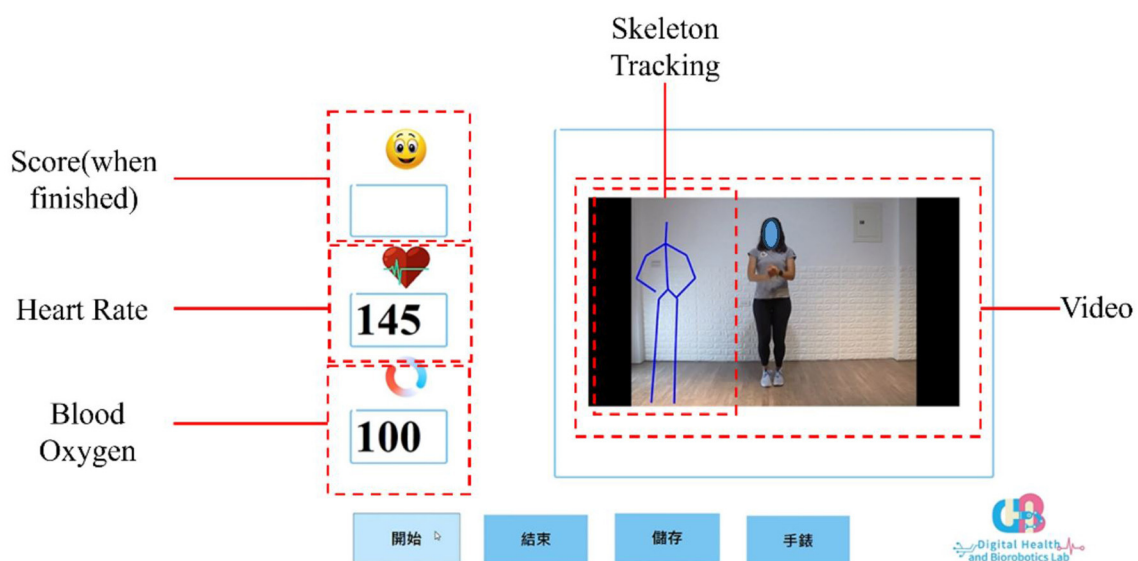 Skeleton
Tracking
Score(when
finished)
Heart Rate
145
Blood
Oxygen
100
Video
開始
結束
儲存
手錶
Digital Health
and Biorobotics Lab